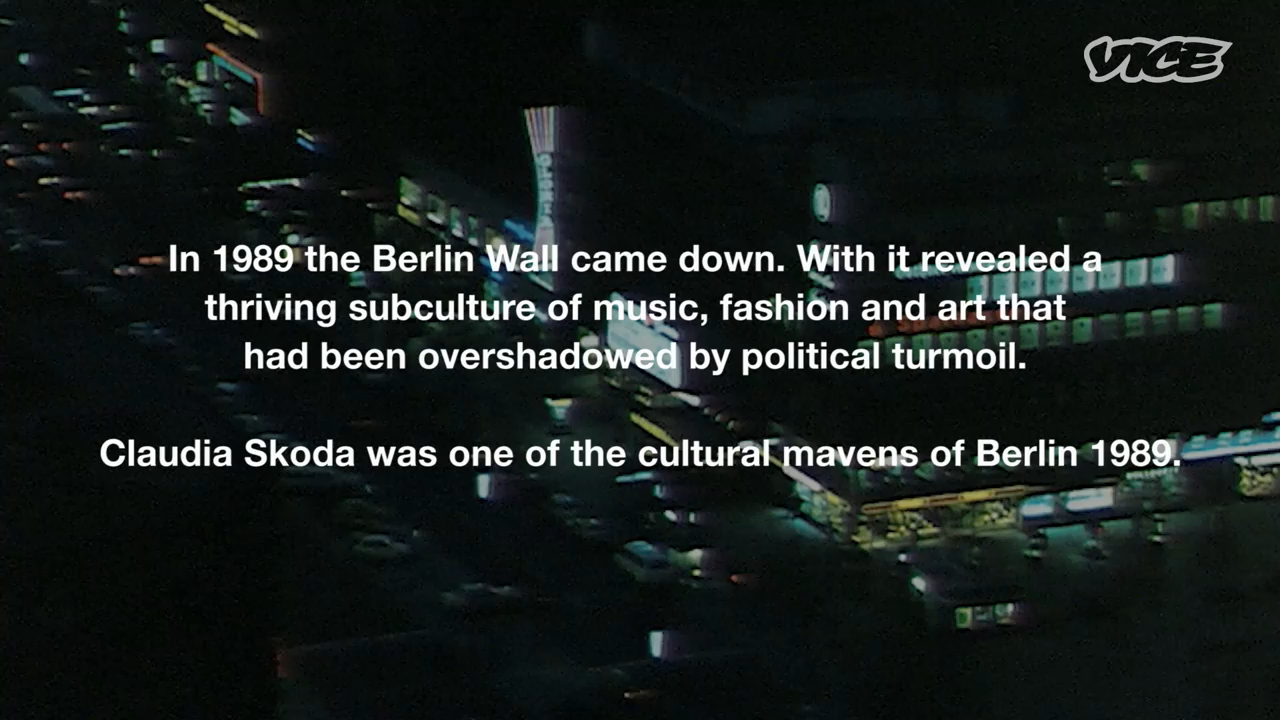 VICE
In 1989 the Berlin Wall came down. With it revealed a
thriving subculture of music, fashion and art that
had been overshadowed by political turmoil.
Claudia Skoda was one of the cultural mavens of Berlin 1989.